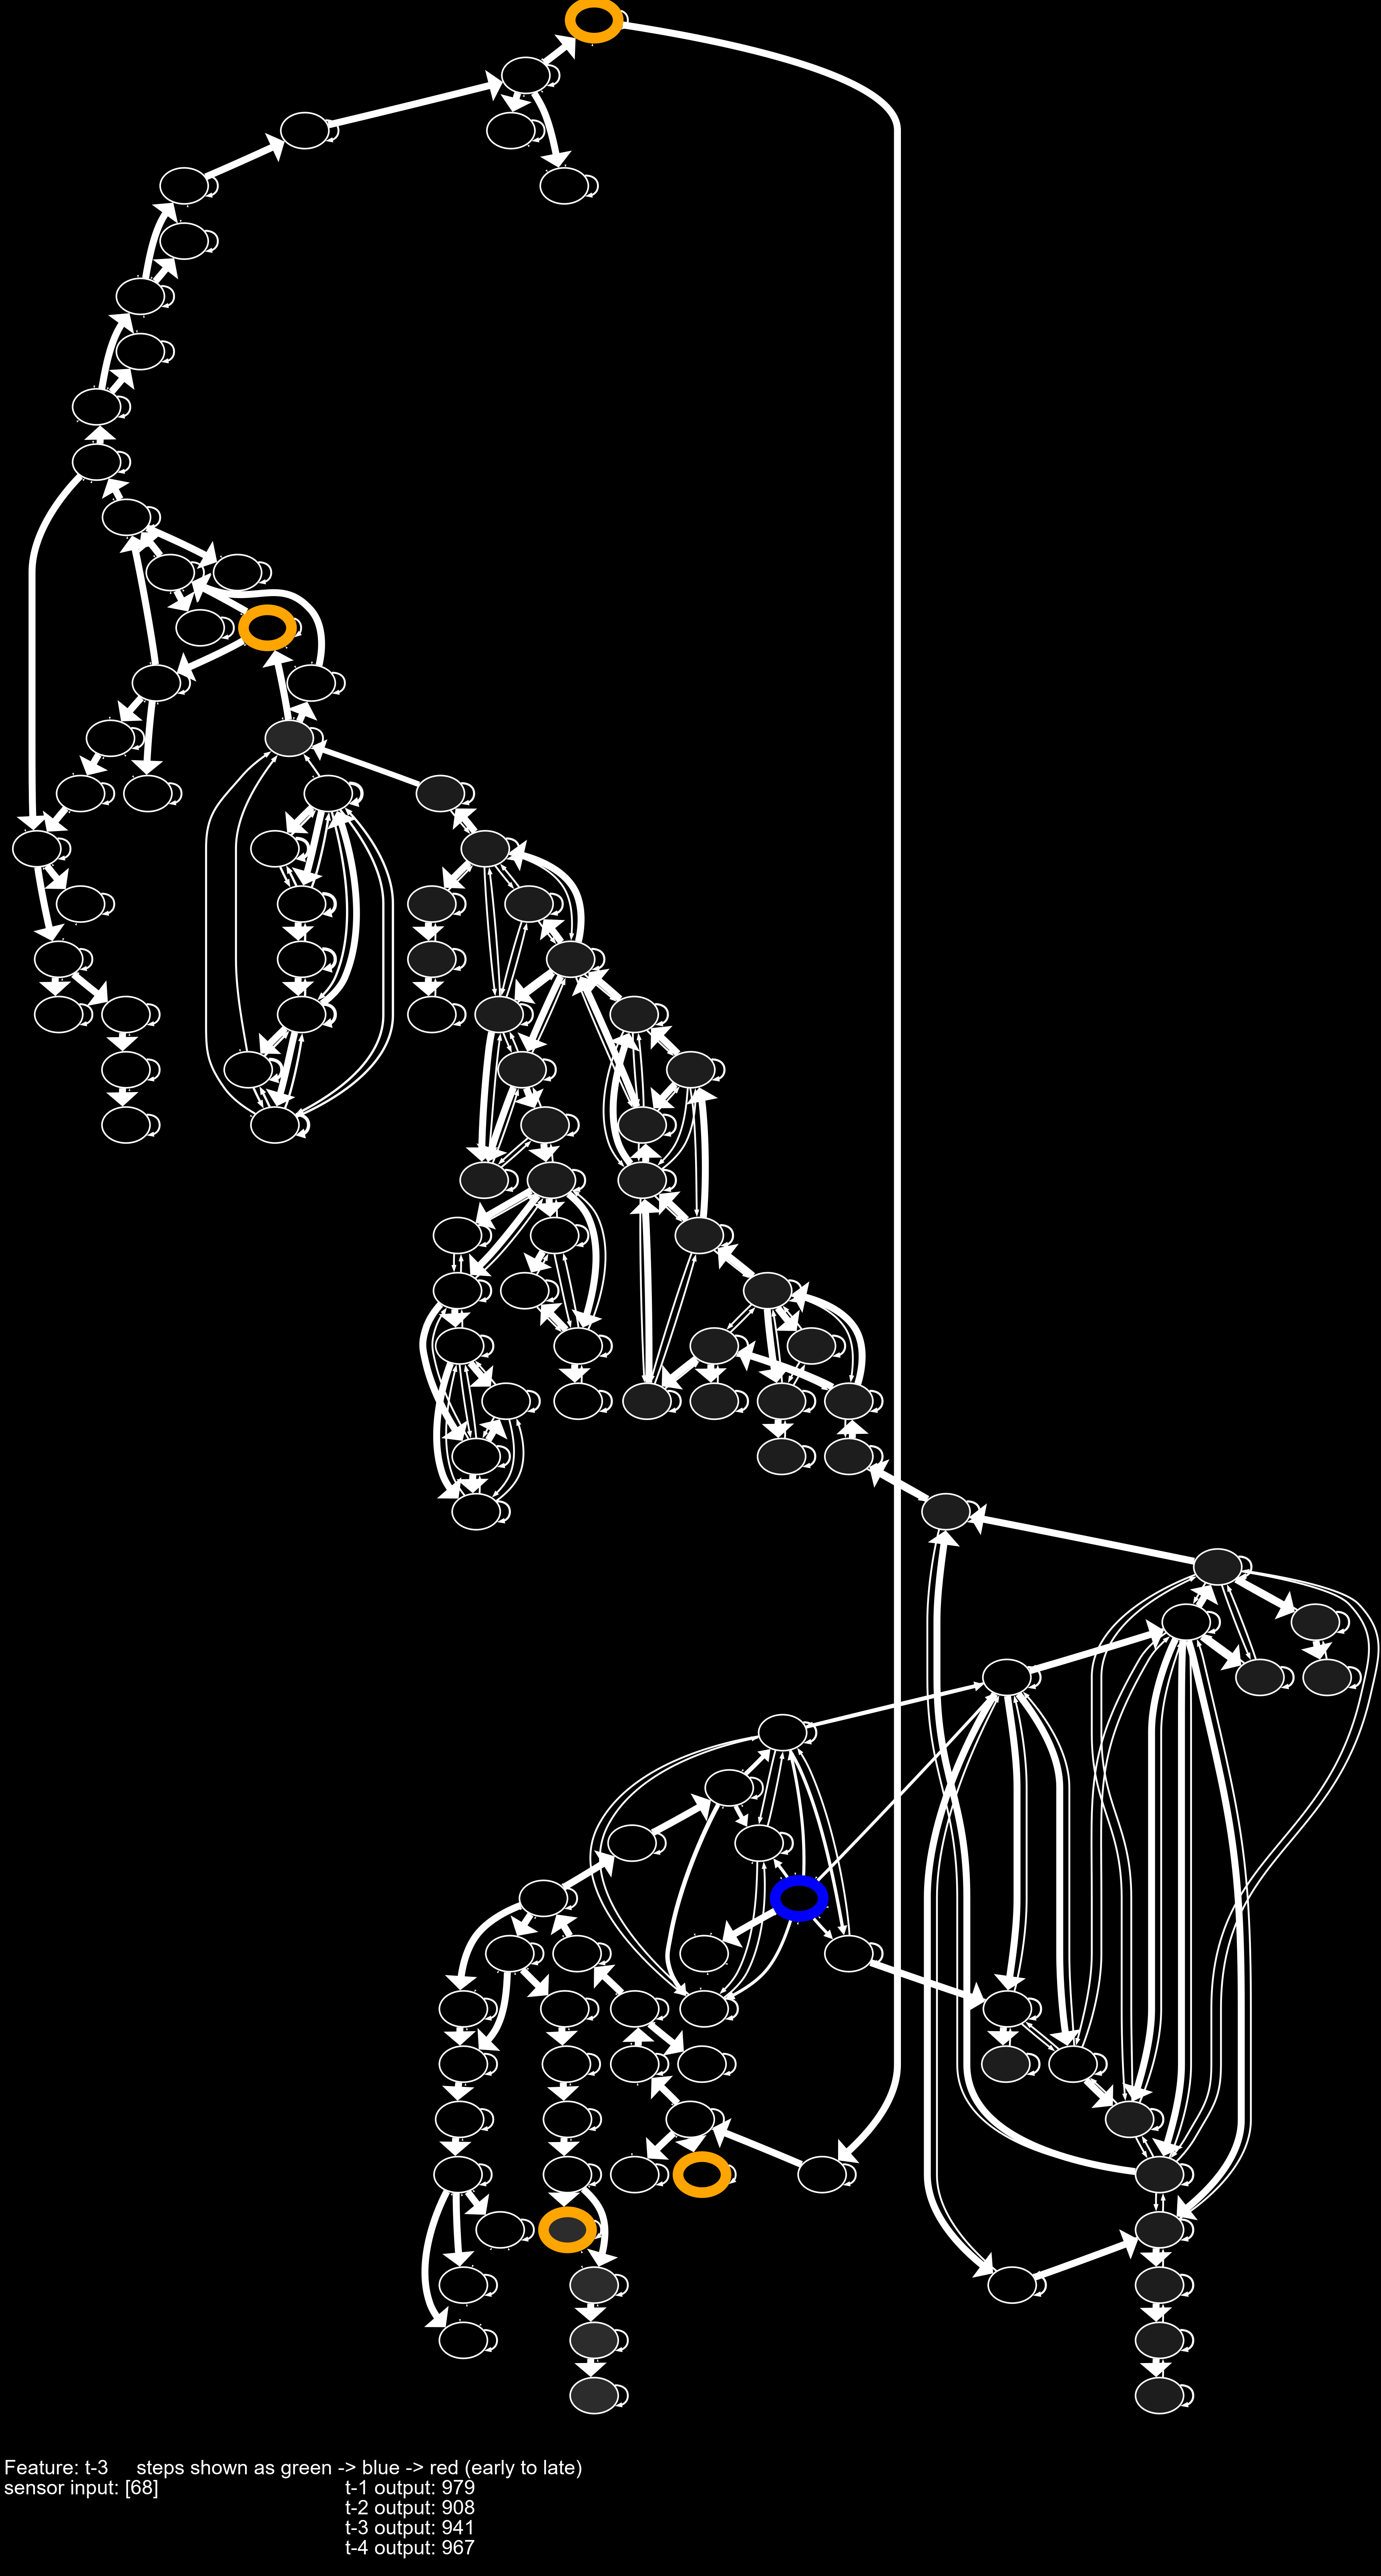 Feature: t-3     steps shown as green -> blue -> red (early to late)
sensor input: [68]     t-1 output: 979
t-2 output: 908
t-3 output: 941
t-4 output: 967